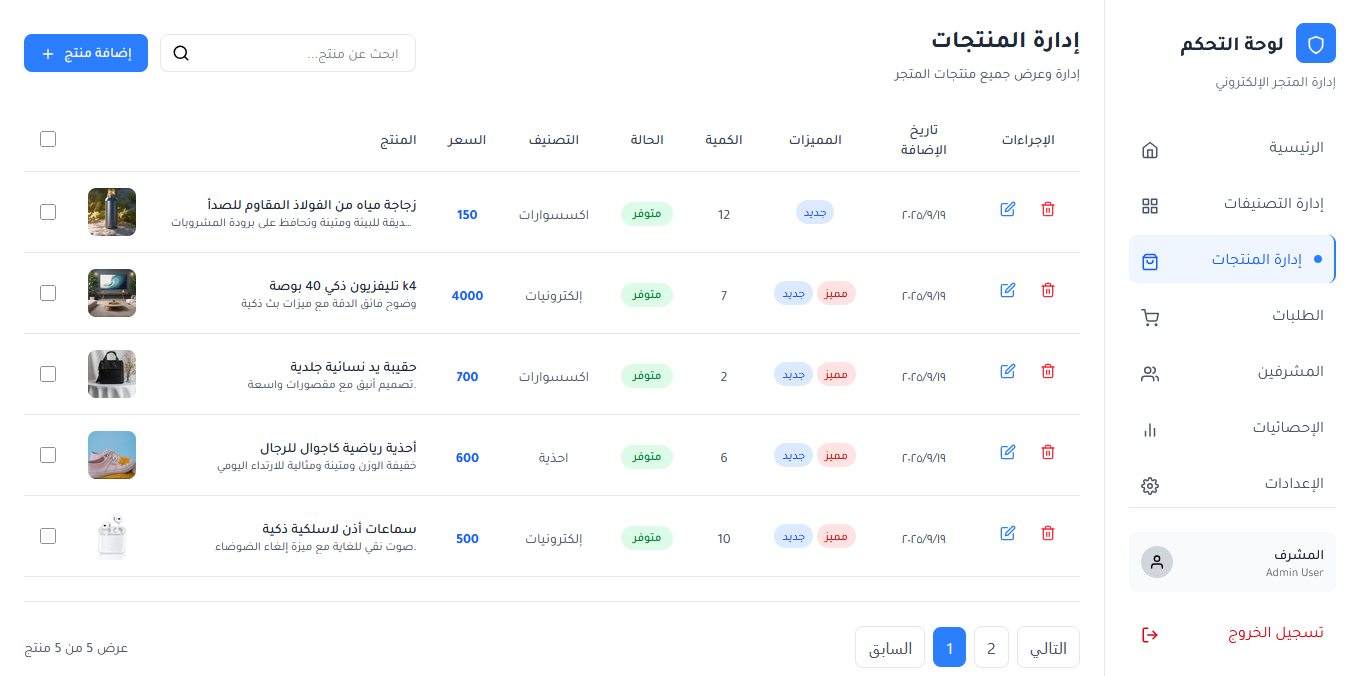 لوحة التحكم
إدارة المتجر الإلكتروني
الرئيسية
إدارة التصنيفات
إدارة المنتجات
الطلبات
المشرفين
الإحصائيات
الإعدادات
المشرف
Admin User
تسجيل الخروج
إدارة المنتجات
إدارة وعرض جميع منتجات المتجر
ابحث عن منتج...
إضافة منتج +
الإجراءات
تاريخ
الإضافة
المميزات
الكمية
الحالة
التصنيف
السعر
المنتج
٢٠٢٥/٩/١٩
جديد
12
متوفر
اكسسوارات
150
زجاجة مياه من الفولاذ المقاوم للصدأ
...ديقة للبيئة ومتينة وتحافظ على برودة المشروبات
٢٠٢٥/٩/١٩
مميز
جديد
7
متوفر
إلكترونيات
4000
تليفزيون ذكي 40 بوصة k4
وضوح فائق الدقة مع ميزات بث ذكية
٢٠٢٥/٩/١٩
مميز
جديد
2
متوفر
اكسسوارات
700
حقيبة يد نسائية جلدية
.تصميم أنيق مع مقصورات واسعة
٢٠٢٥/٩/١٩
مميز
جديد
6
متوفر
احذية
600
أحذية رياضية كاجوال للرجال
خفيفة الوزن ومتينة ومثالية للارتداء اليومي
٢٠٢٥/٩/١٩
مميز
جديد
10
متوفر
إلكترونيات
500
سماعات أذن لاسلكية ذكية
.صوت نقي للغاية مع ميزة إلغاء الضوضاء
التالي
2
1
السابق
عرض 5 من 5 منتج